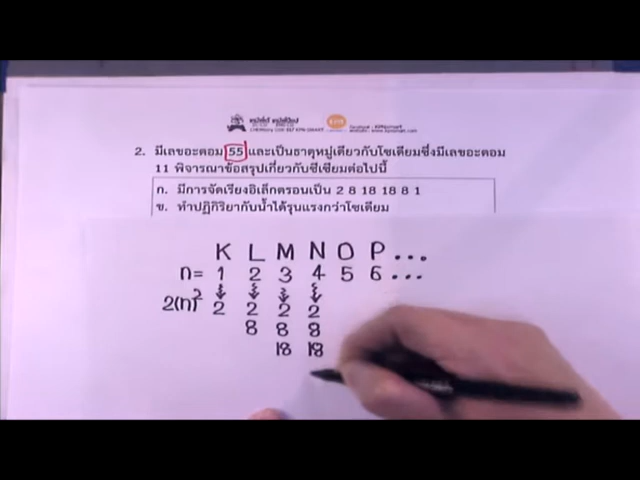 2. มีเลขอะตอม 55 และเป็นธาตุหมู่เดียวกับโซเดียมซึ่งมีเลขอะตอม
11 พิจารณาข้อสรุปเกี่ยวกับซีเซียมต่อไปนี้
ก. มีการจัดเรียงอิเล็กตรอนเป็น 2 8 18 18 8 1
ข. ทำปฏิกิริยากับน้ำได้รุนแรงกว่าโซเดียม
K L M N O P ...
n= 1 2 3 4 5 6 ...
2(n)² 2 2 2 2
8 8 8
18 18